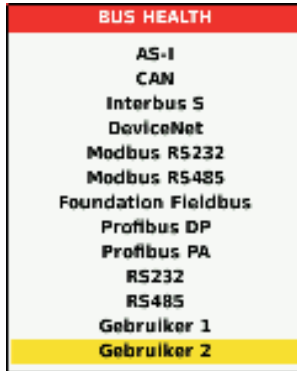 BUS HEALTH
AS-I
CAN
Interbus S
DeviceNet
Modbus RS232
Modbus RS485
Foundation Fieldbus
Profibus DP
Profibus PA
RS232
RS485
Gebruiker 1
Gebruiker 2